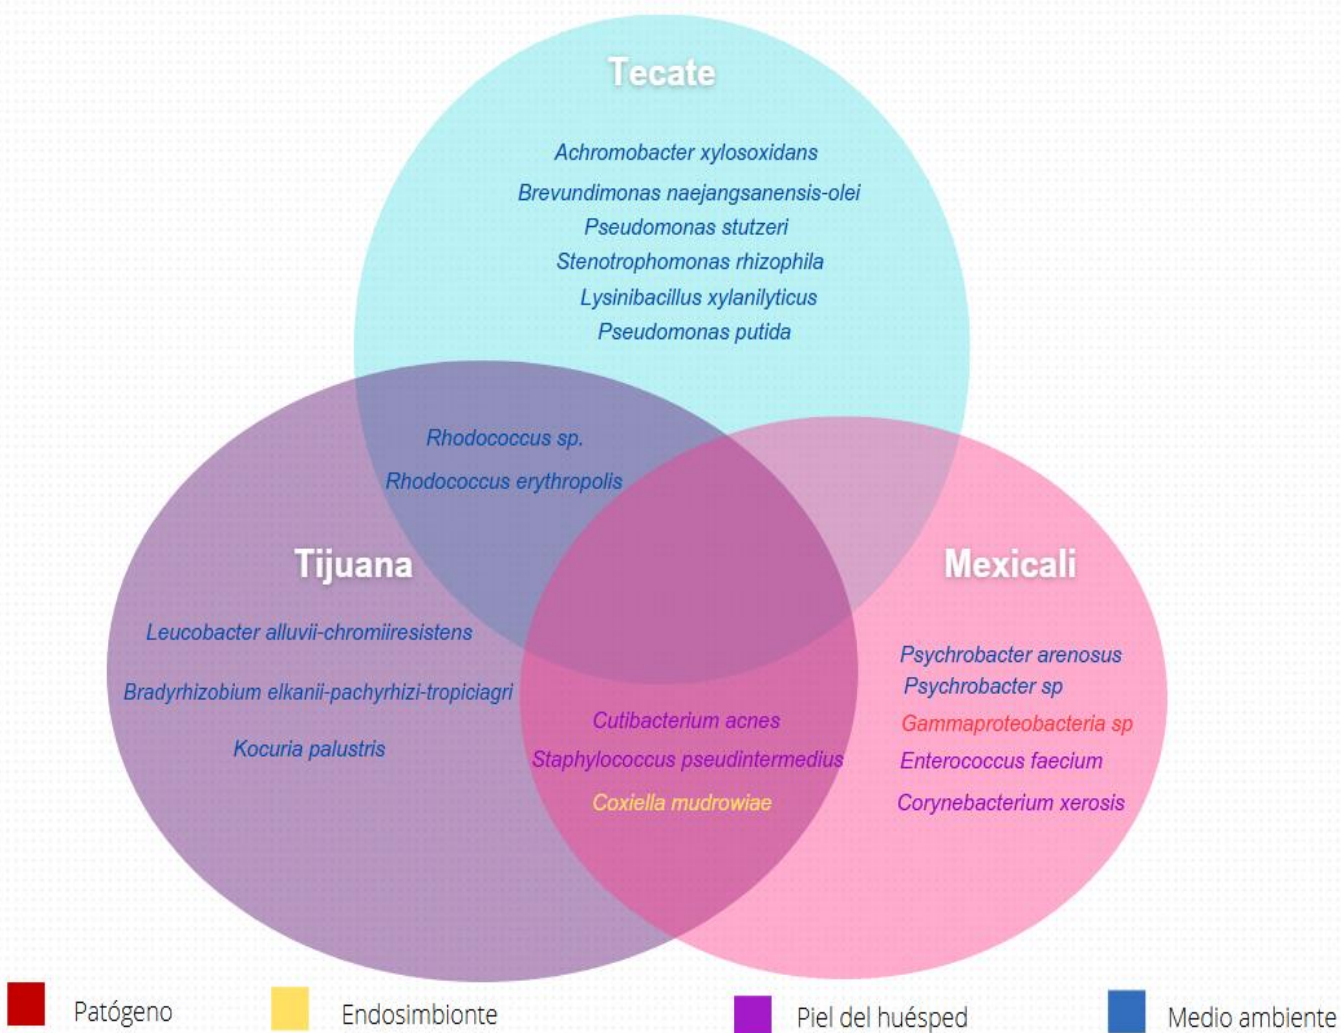 Tecate
Achromobacter xylosoxidans
Brevundimonas naejangsanensis-olei
Pseudomonas stutzeri
Stenotrophomonas rhizophila
Lysinibacillus xylanilyticus
Pseudomonas putida
Rhodococcus sp.
Rhodococcus erythropolis
Tijuana
Leucobacter alluvii-chromiiresistens
Bradyrhizobium elkanii-pachyrhizi-tropiciagri
Kocuria palustris
Cutibacterium acnes
Staphylococcus pseudintermedius
Coxiella mudrowiae
Mexicali
Psychrobacter arenosus
Psychrobacter sp
Gammaproteobacteria sp
Enterococcus faecium
Corynebacterium xerosis
Patógeno
Endosimbionte
Piel del huésped
Medio ambiente